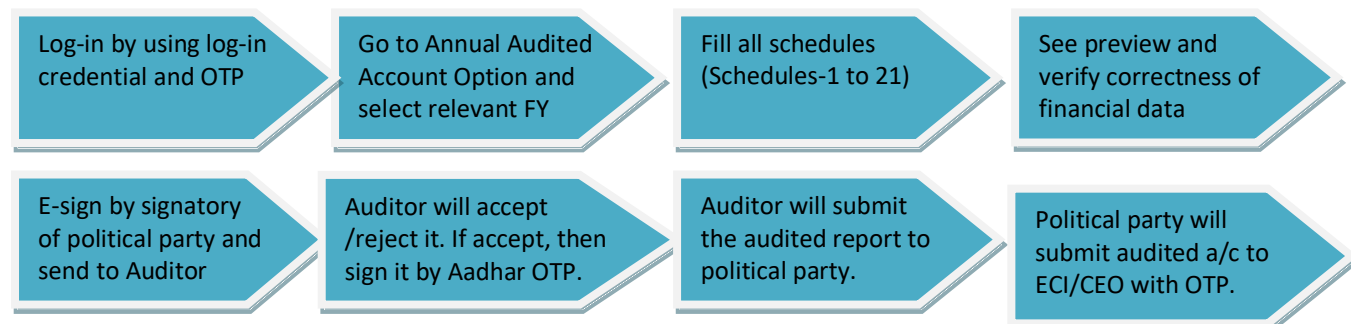 Log-in by using log-in
credential and OTP
Go to Annual Audited
Account Option and
select relevant FY
Fill all schedules
(Schedules-1 to 21)
See preview and
verify correctness of
financial data
E-sign by signatory
of political party and
send to Auditor
Auditor will accept
/reject it. If accept, then
sign it by Aadhar OTP.
Auditor will submit
the audited report to
political party.
Political party will
submit audited a/c to
ECI/CEO with OTP.